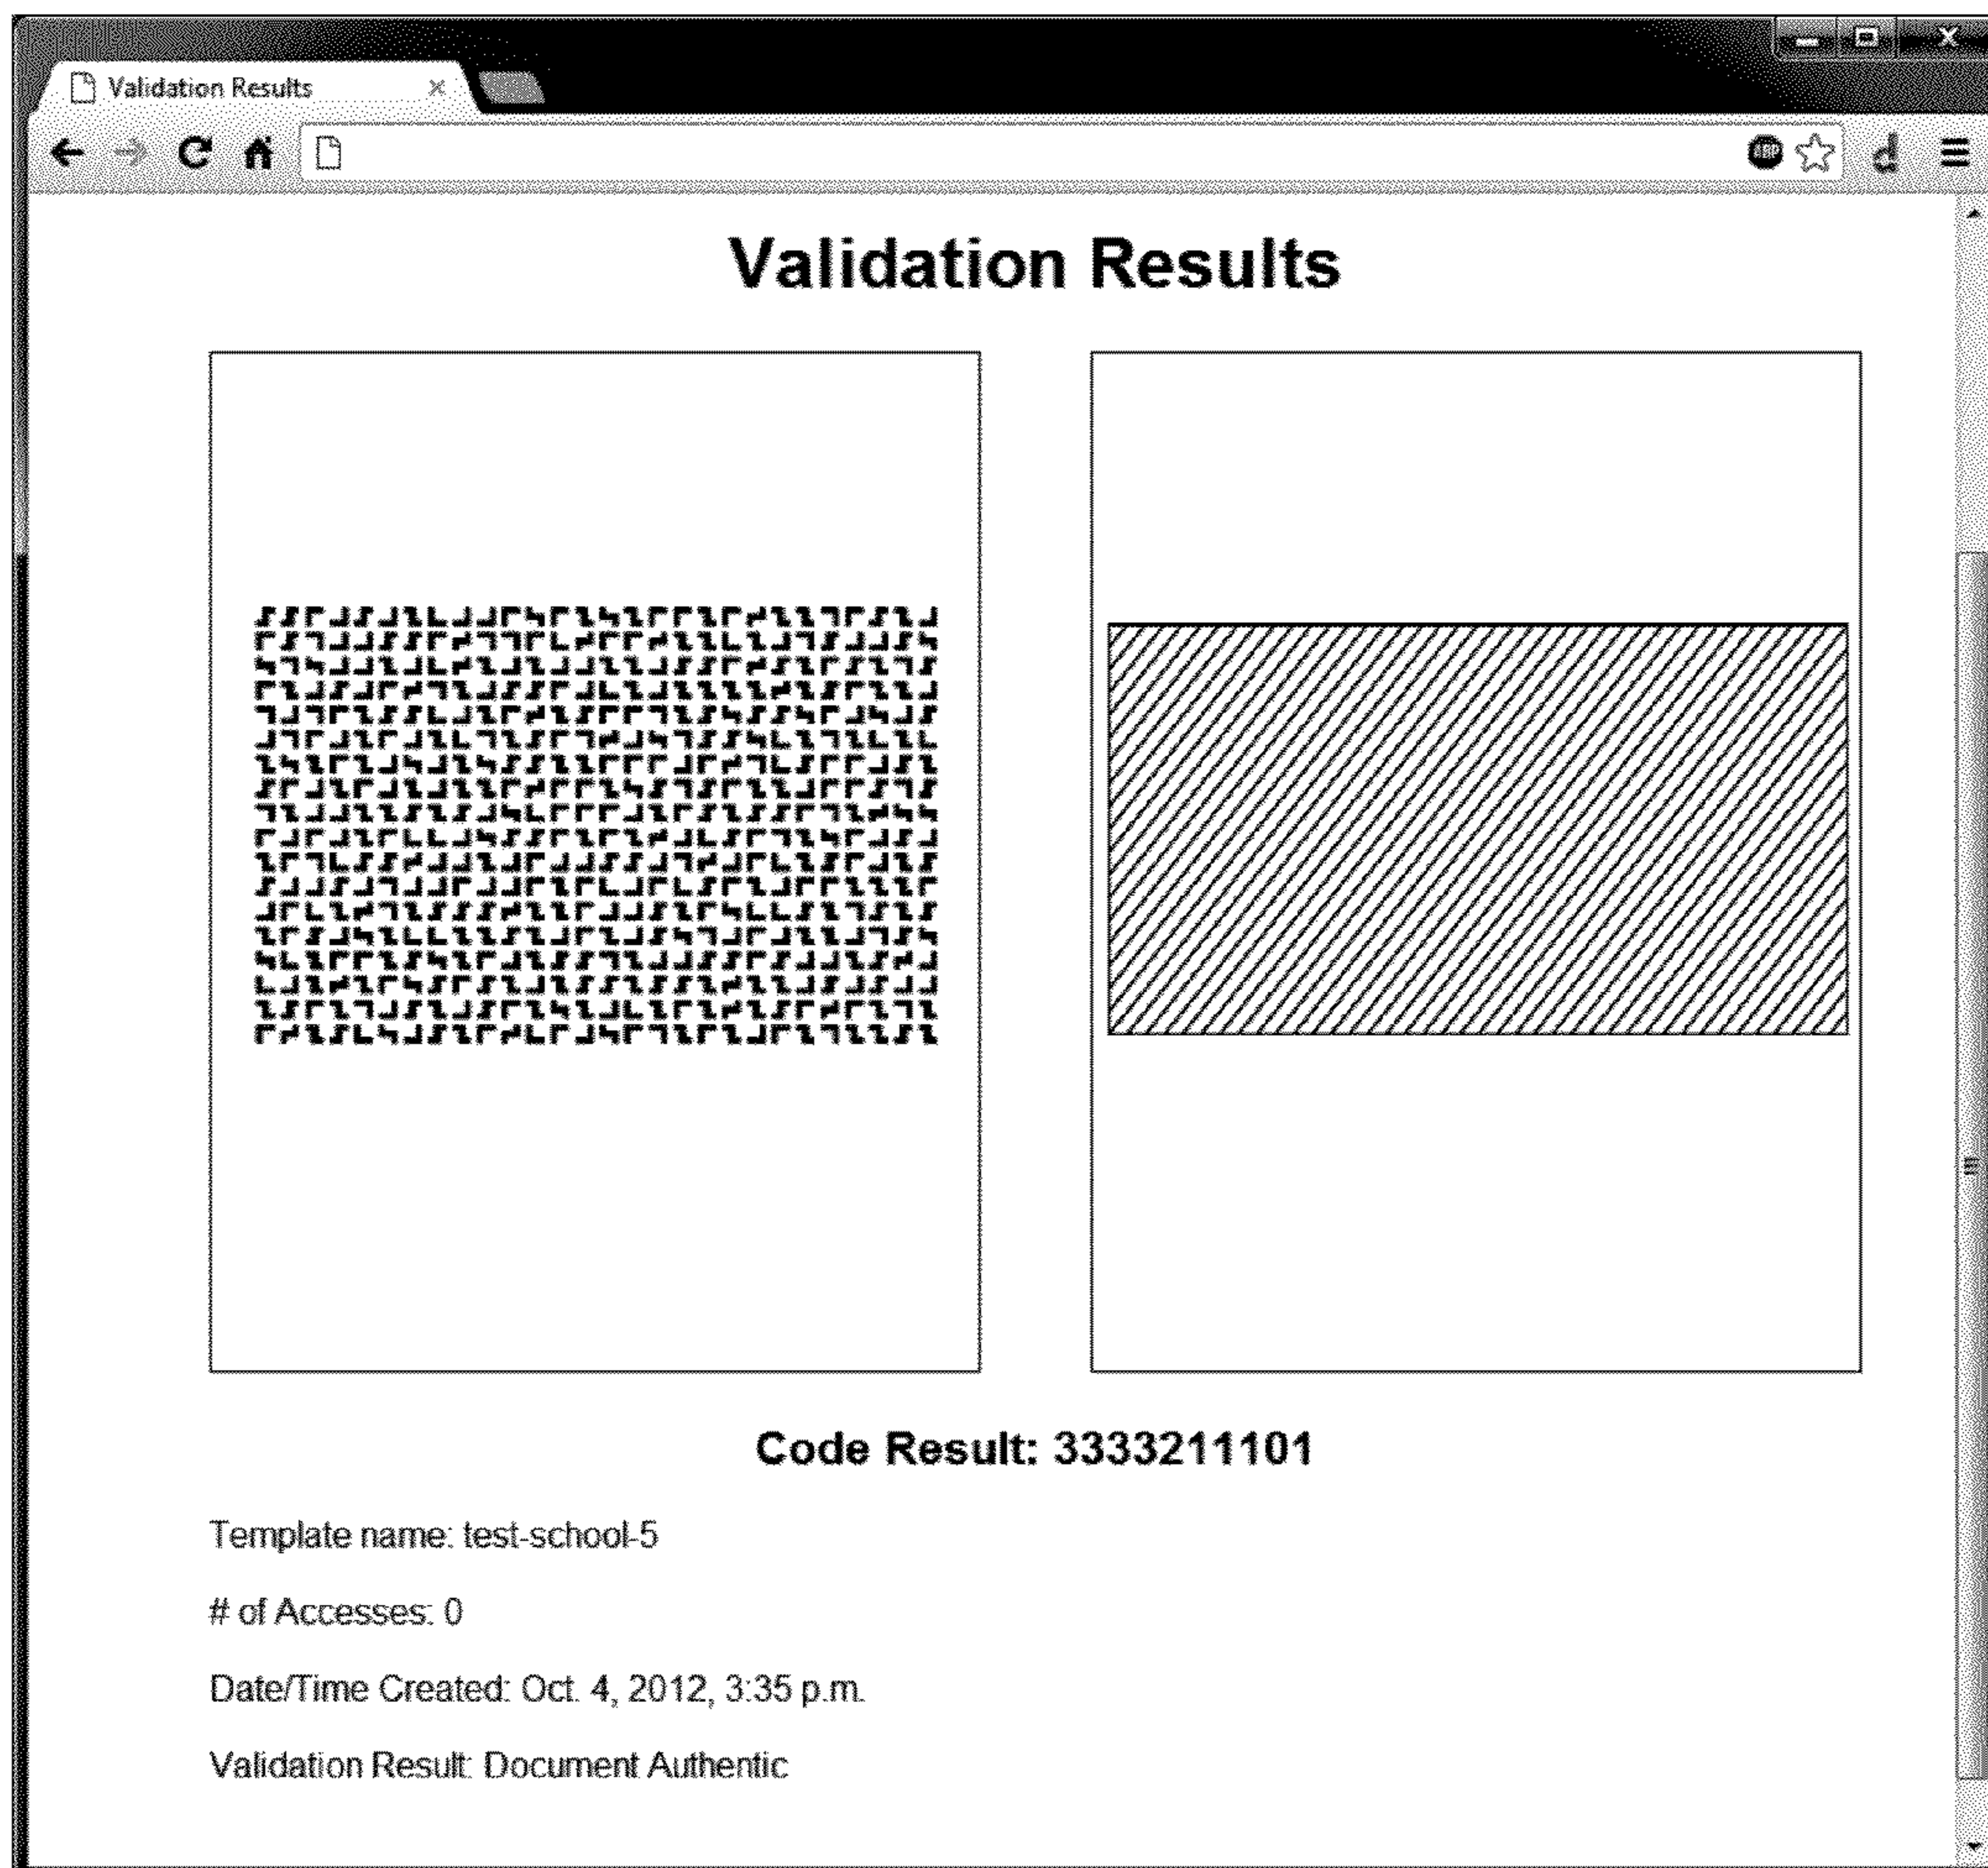 Validation Results
ABP
Validation Results
Code Result: 3333211101
Template name: test-school-5
# of Accesses: 0
Date/Time Created: Oct. 4, 2012, 3:35 p.m.
Validation Result: Document Authentic